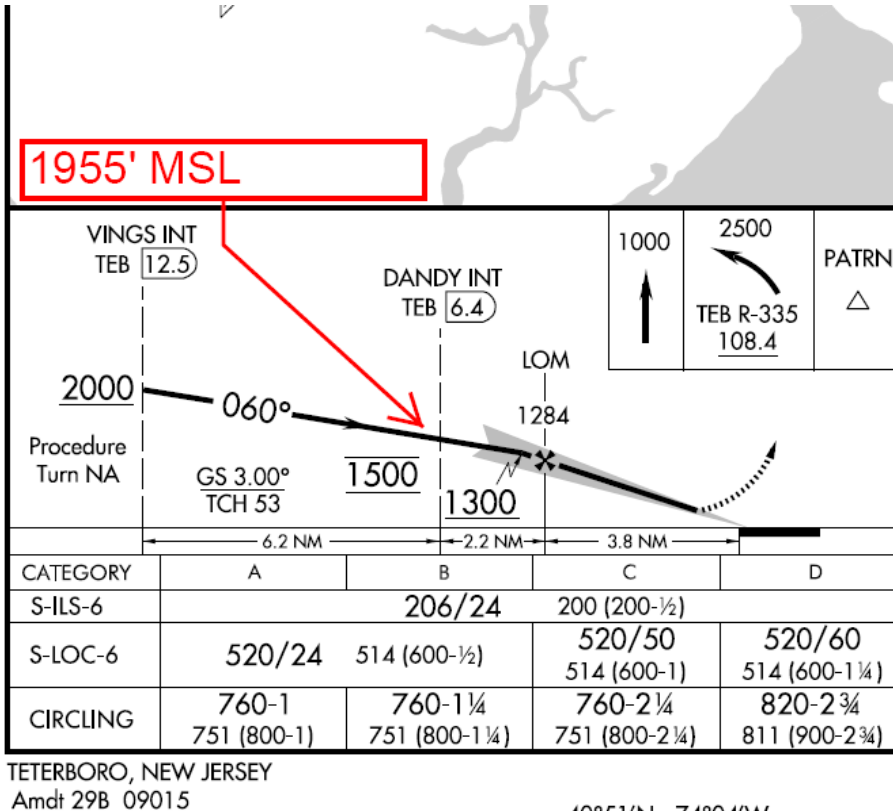 1955' MSL
VINGS INT
TEB 12.5
DANDY INT
TEB 6.4
1000
2500
TEB R-335
108.4
PATRN
LOM
1284
2000
060°
Procedure
Turn NA
GS 3.00°
TCH 53
1500
1300
6.2 NM
2.2 NM
3.8 NM
CATEGORY A B C D
S-ILS-6 206/24 200 (200-½)
S-LOC-6 520/24 514 (600-½) 520/50 514 (600-1) 520/60 514 (600-1¼)
CIRCLING 760-1 751 (800-1) 760-1¼ 751 (800-1¼) 760-2¼ 751 (800-2¼) 820-2¾ 811 (900-2¾)
TETERBORO, NEW JERSEY
Amdt 29B 09015